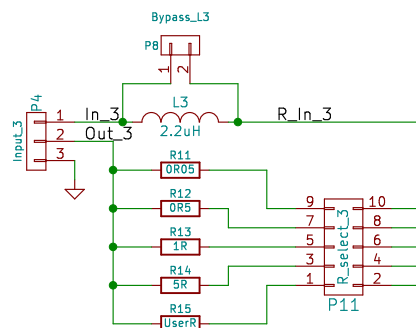 Bypass_L3
P8
1
2
P4
Input_3
1
2
3
In_3
Out_3
L3
2.2uH
R_In_3
R11
0R05
R12
0R5
R13
1R
R14
5R
R15
UserR
9
7
5
3
1
R_select_3
10
8
6
4
2
P11